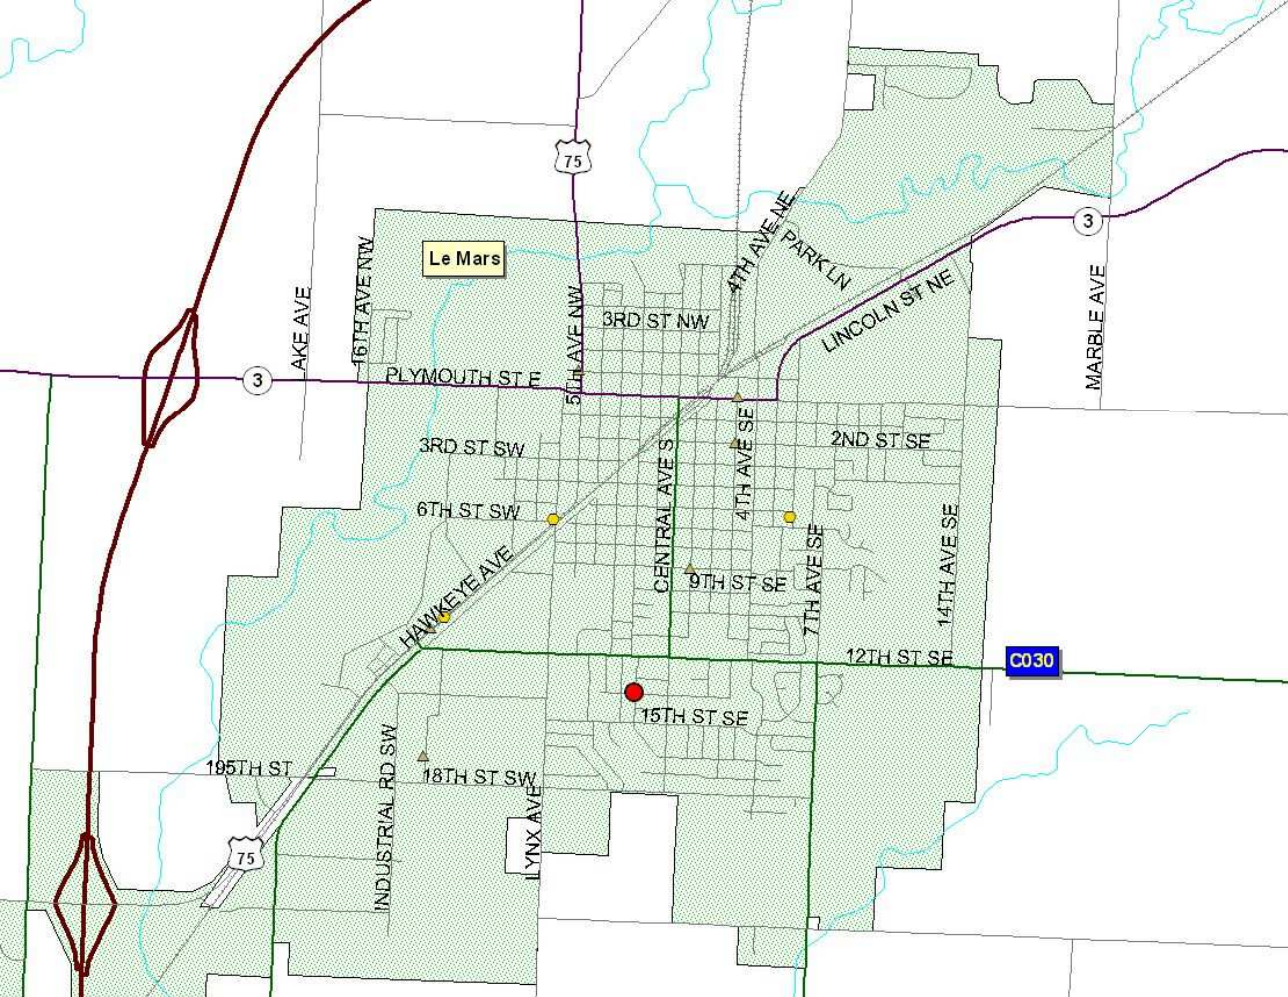 75
3
4TH AVE NE
PARK LN
16TH AVE NW
Le Mars
AKE AVE
5TH AVE NW
3RD ST NW
LINCOLN ST NE
MARBLE AVE
3
PLYMOUTH ST E
3RD ST SW
CENTRAL AVE S
4TH AVE SE
2ND ST SE
6TH ST SW
HAWKEYE AVE
9TH ST SE
7TH AVE SE
14TH AVE SE
12TH ST SE
C030
15TH ST SE
195TH ST
INDUSTRIAL RD SW
18TH ST SW
LYNX AVE
75